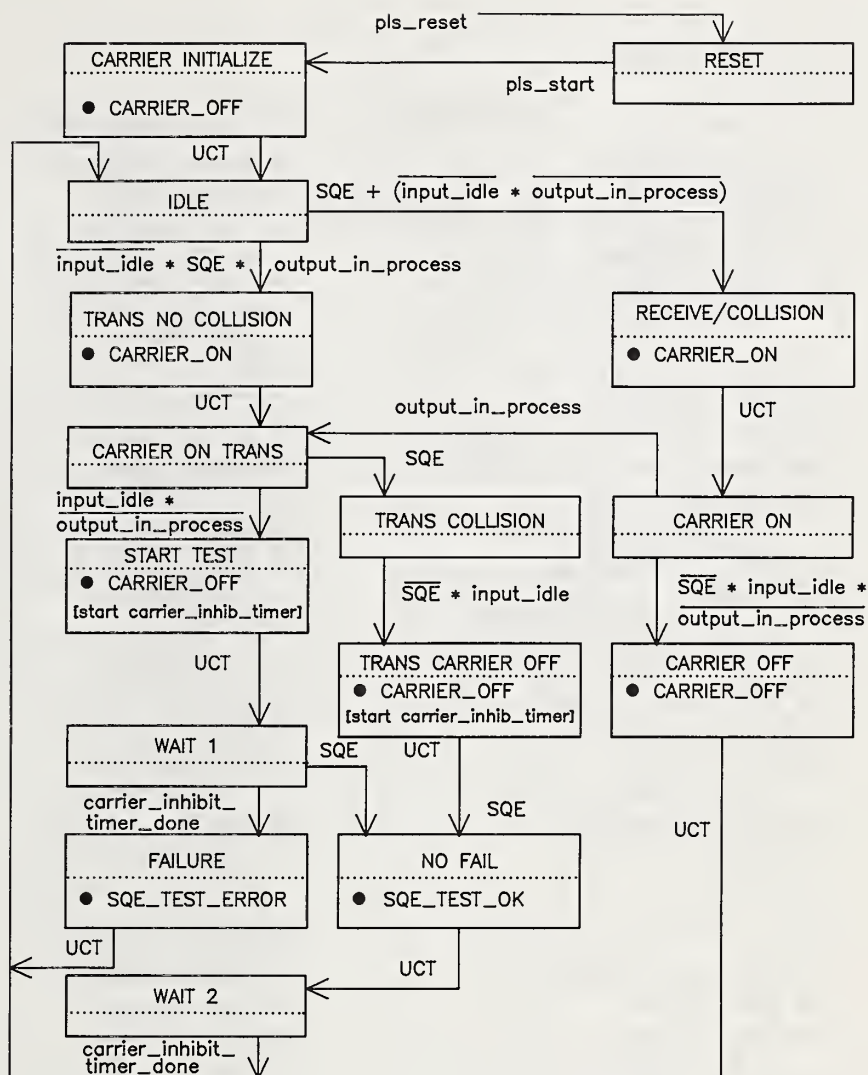 pls_reset
CARRIER INITIALIZE
● CARRIER_OFF
RESET
pls_start
UCT
IDLE
SQE + (input_idle * output_in_process)
input_idle * SQE * output_in_process
TRANS NO COLLISION
● CARRIER_ON
RECEIVE/COLLISION
● CARRIER_ON
UCT
output_in_process
UCT
CARRIER ON TRANS
SQE
input_idle *
output_in_process
TRANS COLLISION
CARRIER ON
START TEST
● CARRIER_OFF
[start carrier_inhib_timer]
SQE * input_idle
SQE * input_idle *
output_in_process
UCT
TRANS CARRIER OFF
● CARRIER_OFF
[start carrier_inhib_timer]
CARRIER OFF
● CARRIER_OFF
WAIT 1
SQE
UCT
carrier_inhibit_
timer_done
SQE
UCT
FAILURE
● SQE_TEST_ERROR
NO FAIL
● SQE_TEST_OK
UCT
UCT
WAIT 2
carrier_inhibit_
timer_done